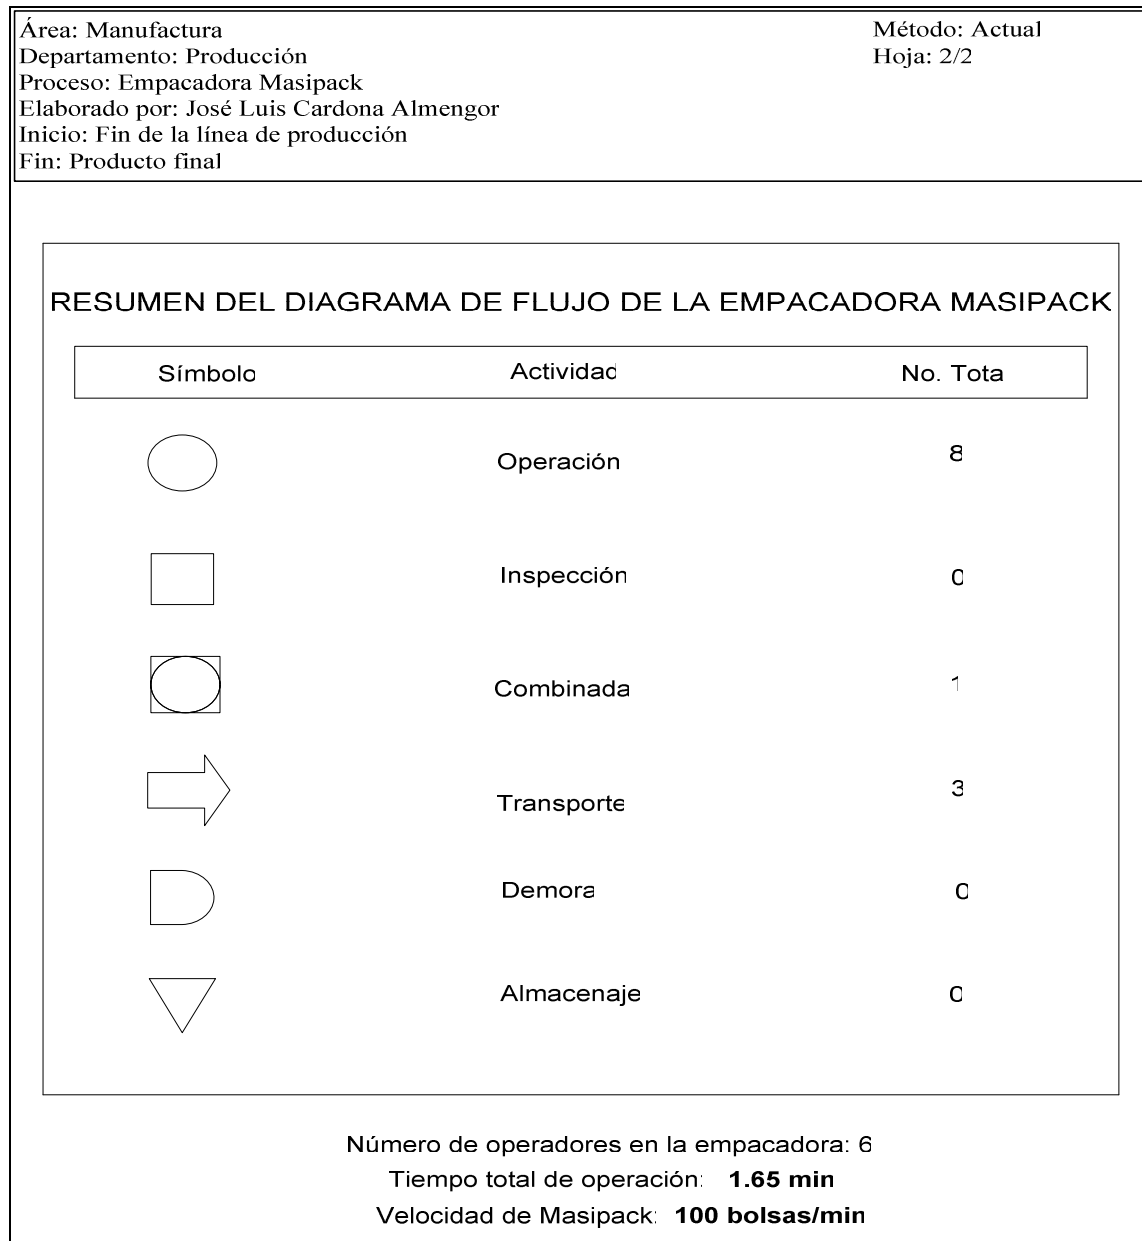 Área: Manufactura
Método: Actual
Departamento: Producción
Hoja: 2/2
Proceso: Empacadora Masipack
Elaborado por: José Luis Cardona Almengor
Inicio: Fin de la línea de producción
Fin: Producto final
RESUMEN DEL DIAGRAMA DE FLUJO DE LA EMPACADORA MASIPACK
Símbolo Actividad No. Tota
Operación 8
Inspección 0
Combinada 1
Transporte 3
Demora 0
Almacenaje 0
Número de operadores en la empacadora: 6
Tiempo total de operación: 1.65 min
Velocidad de Masipack: 100 bolsas/min